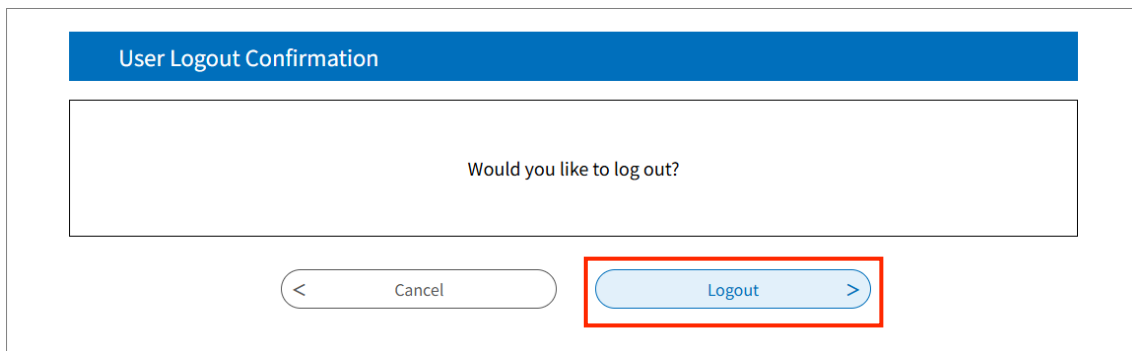 User Logout Confirmation
Would you like to log out?
< Cancel
Logout >